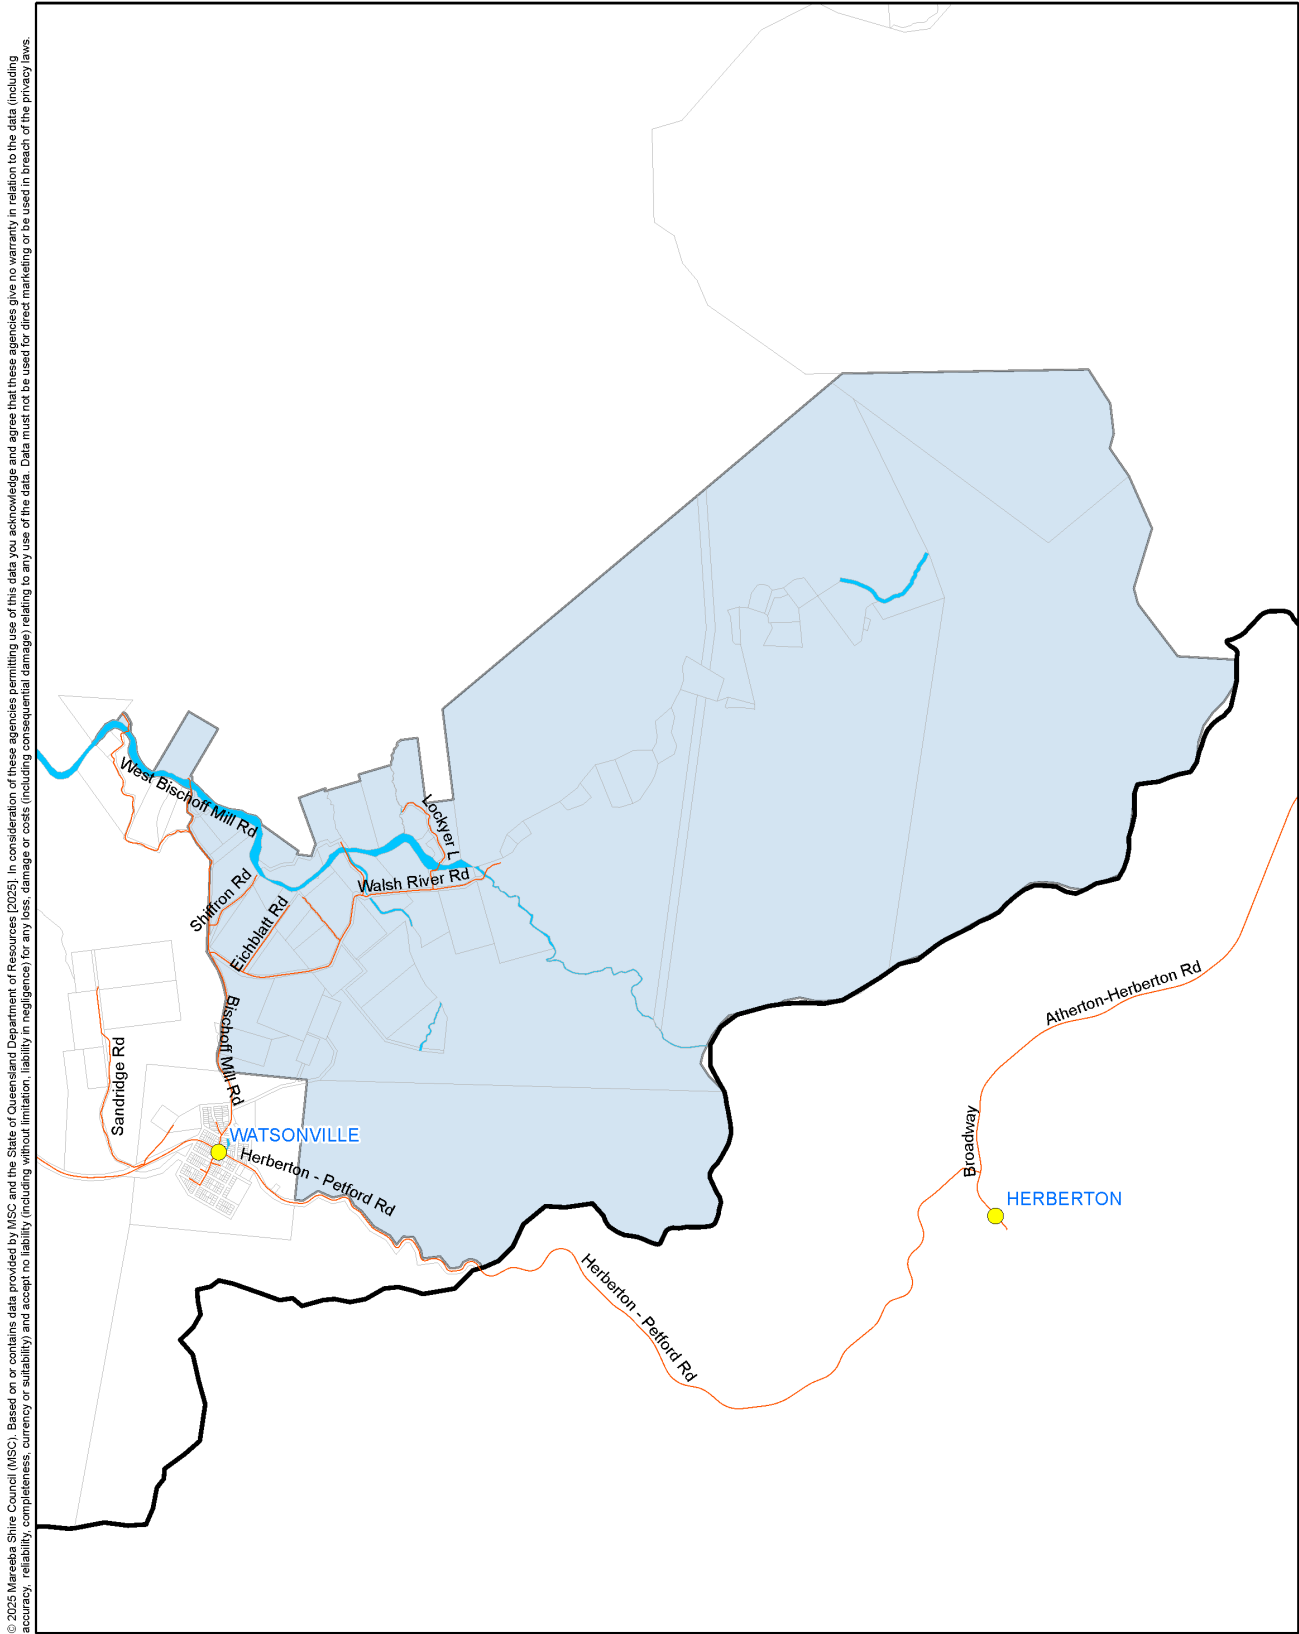 © 2025 Mareeba Shire Council (MSC). Based on or contains data provided by MSC and the State of Queensland Department of Resources [2025]. In consideration of these agencies permitting use of this data you acknowledge and agree that these agencies give no warranty in relation to the data (including
accuracy, reliability, completeness, currency or suitability) and accept no liability (including without limitation, liability in negligence) for any loss, damage or costs (including consequential damage) relating to any use of the data. Data must not be used for direct marketing or be used in breach of the privacy laws.
West Bischoff Mill Rd
Lockyer L
Walsh River Rd
Shiffron Rd
Eichblatt Rd
Bischoff Mill Rd
Sandridge Rd
WATSONVILLE
Herberton - Petford Rd
Atherton-Herberton Rd
Broadway
HERBERTON
Herberton - Petford Rd